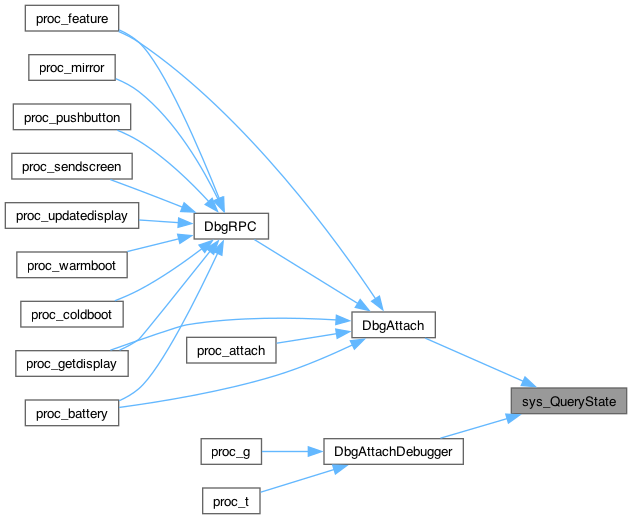 proc_feature
proc_mirror
proc_pushbutton
proc_sendscreen
proc_updatedisplay
DbgRPC
proc_warmboot
proc_coldboot
DbgAttach
proc_attach
proc_getdisplay
sys_QueryState
proc_battery
proc_g
DbgAttachDebugger
proc_t